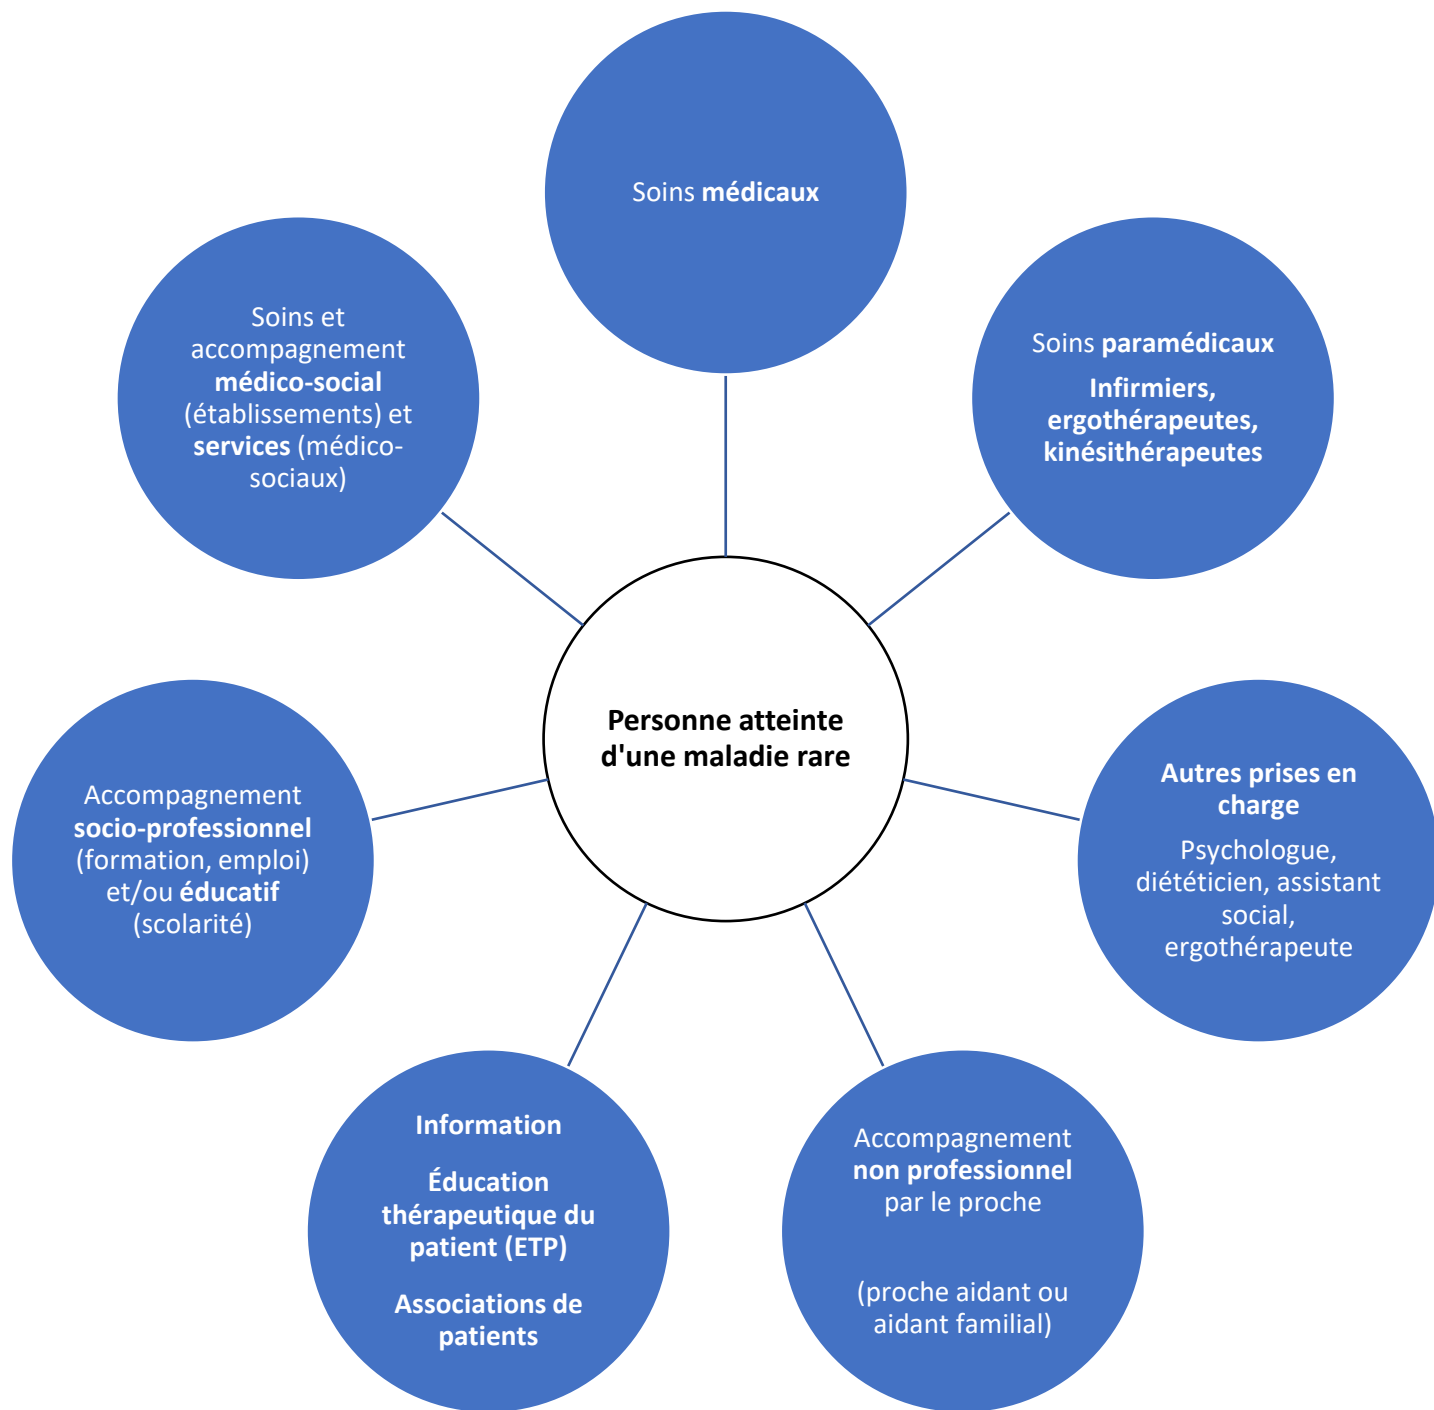 Soins médicaux
Soins paramédicaux
Infirmiers,
ergothérapeutes,
kinésithérapeutes
Autres prises en
charge
Psychologue,
diététicien, assistant
social,
ergothérapeute
Accompagnement
non professionnel
par le proche
(proche aidant ou
aidant familial)
Information
Éducation
thérapeutique du
patient (ETP)
Associations de
patients
Accompagnement
socio-professionnel
(formation, emploi)
et/ou éducatif
(scolarité)
Soins et
accompagnement
médico-social
(établissements) et
services (médico-
sociaux)
Personne atteinte
d'une maladie rare